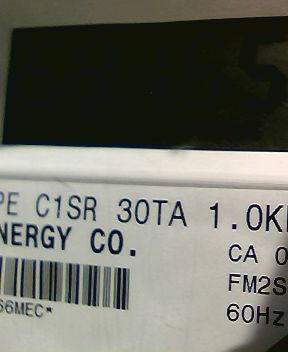 PE C1SR 30TA 1.0K
NERGY CO.
CA 0
FM2S
60Hz
66MEC*